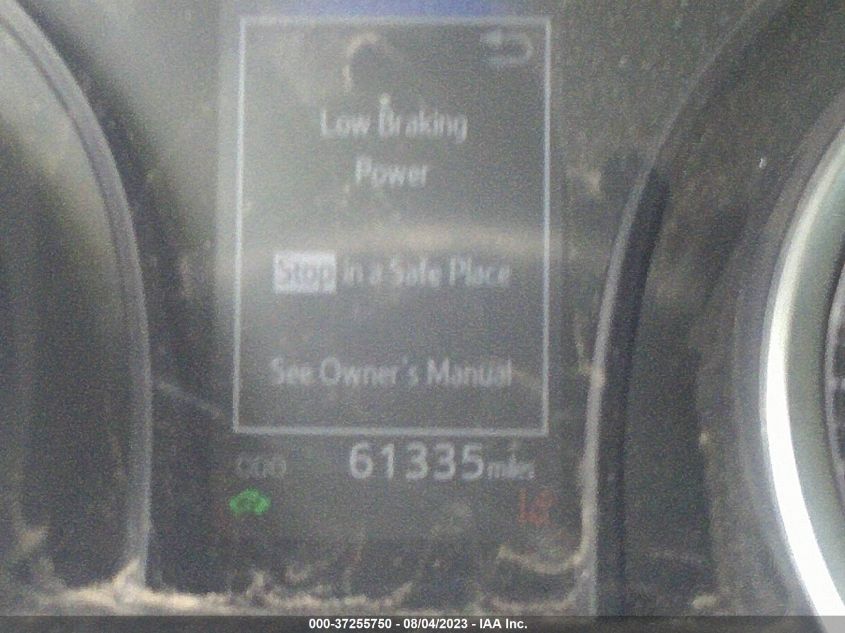 Low Braking
Power
Stop in a Safe Place
See Owner's Manual
ODO 61335 miles
000-37255750 - 08/04/2023 - IAA Inc.